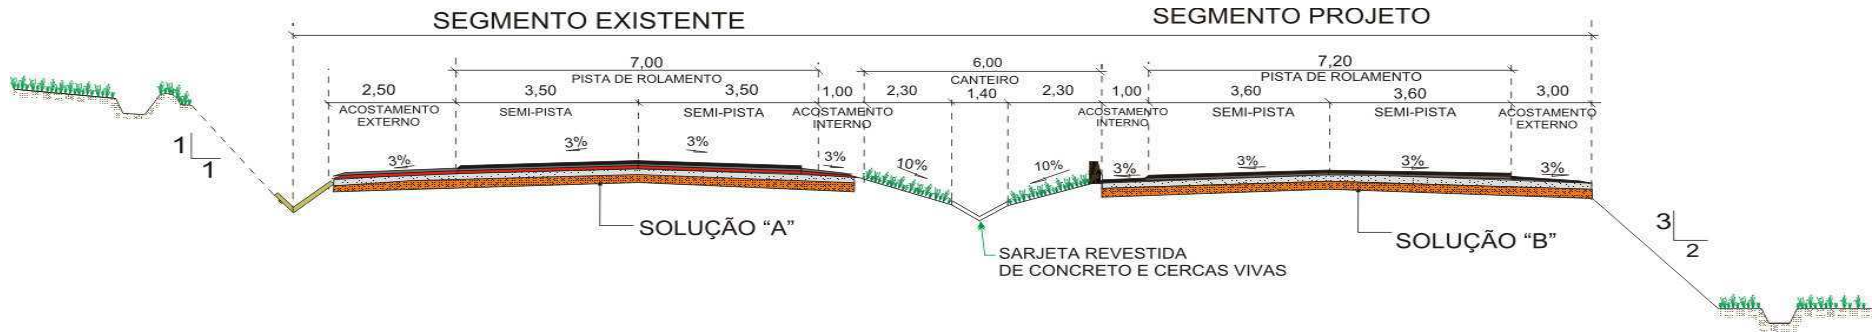 SEGMENTO EXISTENTE
SEGMENTO PROJETO
7,00
PISTA DE ROLAMENTO
6,00
CANTEIRO
7,20
PISTA DE ROLAMENTO
2,50
3,50
3,50
1,00
2,30
1,40
2,30
1,00
3,60
3,60
3,00
ACOSTAMENTO
EXTERNO
SEMI-PISTA
SEMI-PISTA
ACOSTAMENTO
INTERNO
ACOSTAMENTO
INTERNO
SEMI-PISTA
SEMI-PISTA
ACOSTAMENTO
EXTERNO
1
1
3%
3%
3%
3%
10%
10%
3%
3%
3%
3%
SOLUÇÃO “A”
SOLUÇÃO “B”
SARJETA REVESTIDA
DE CONCRETO E CERCAS VIVAS
3
2